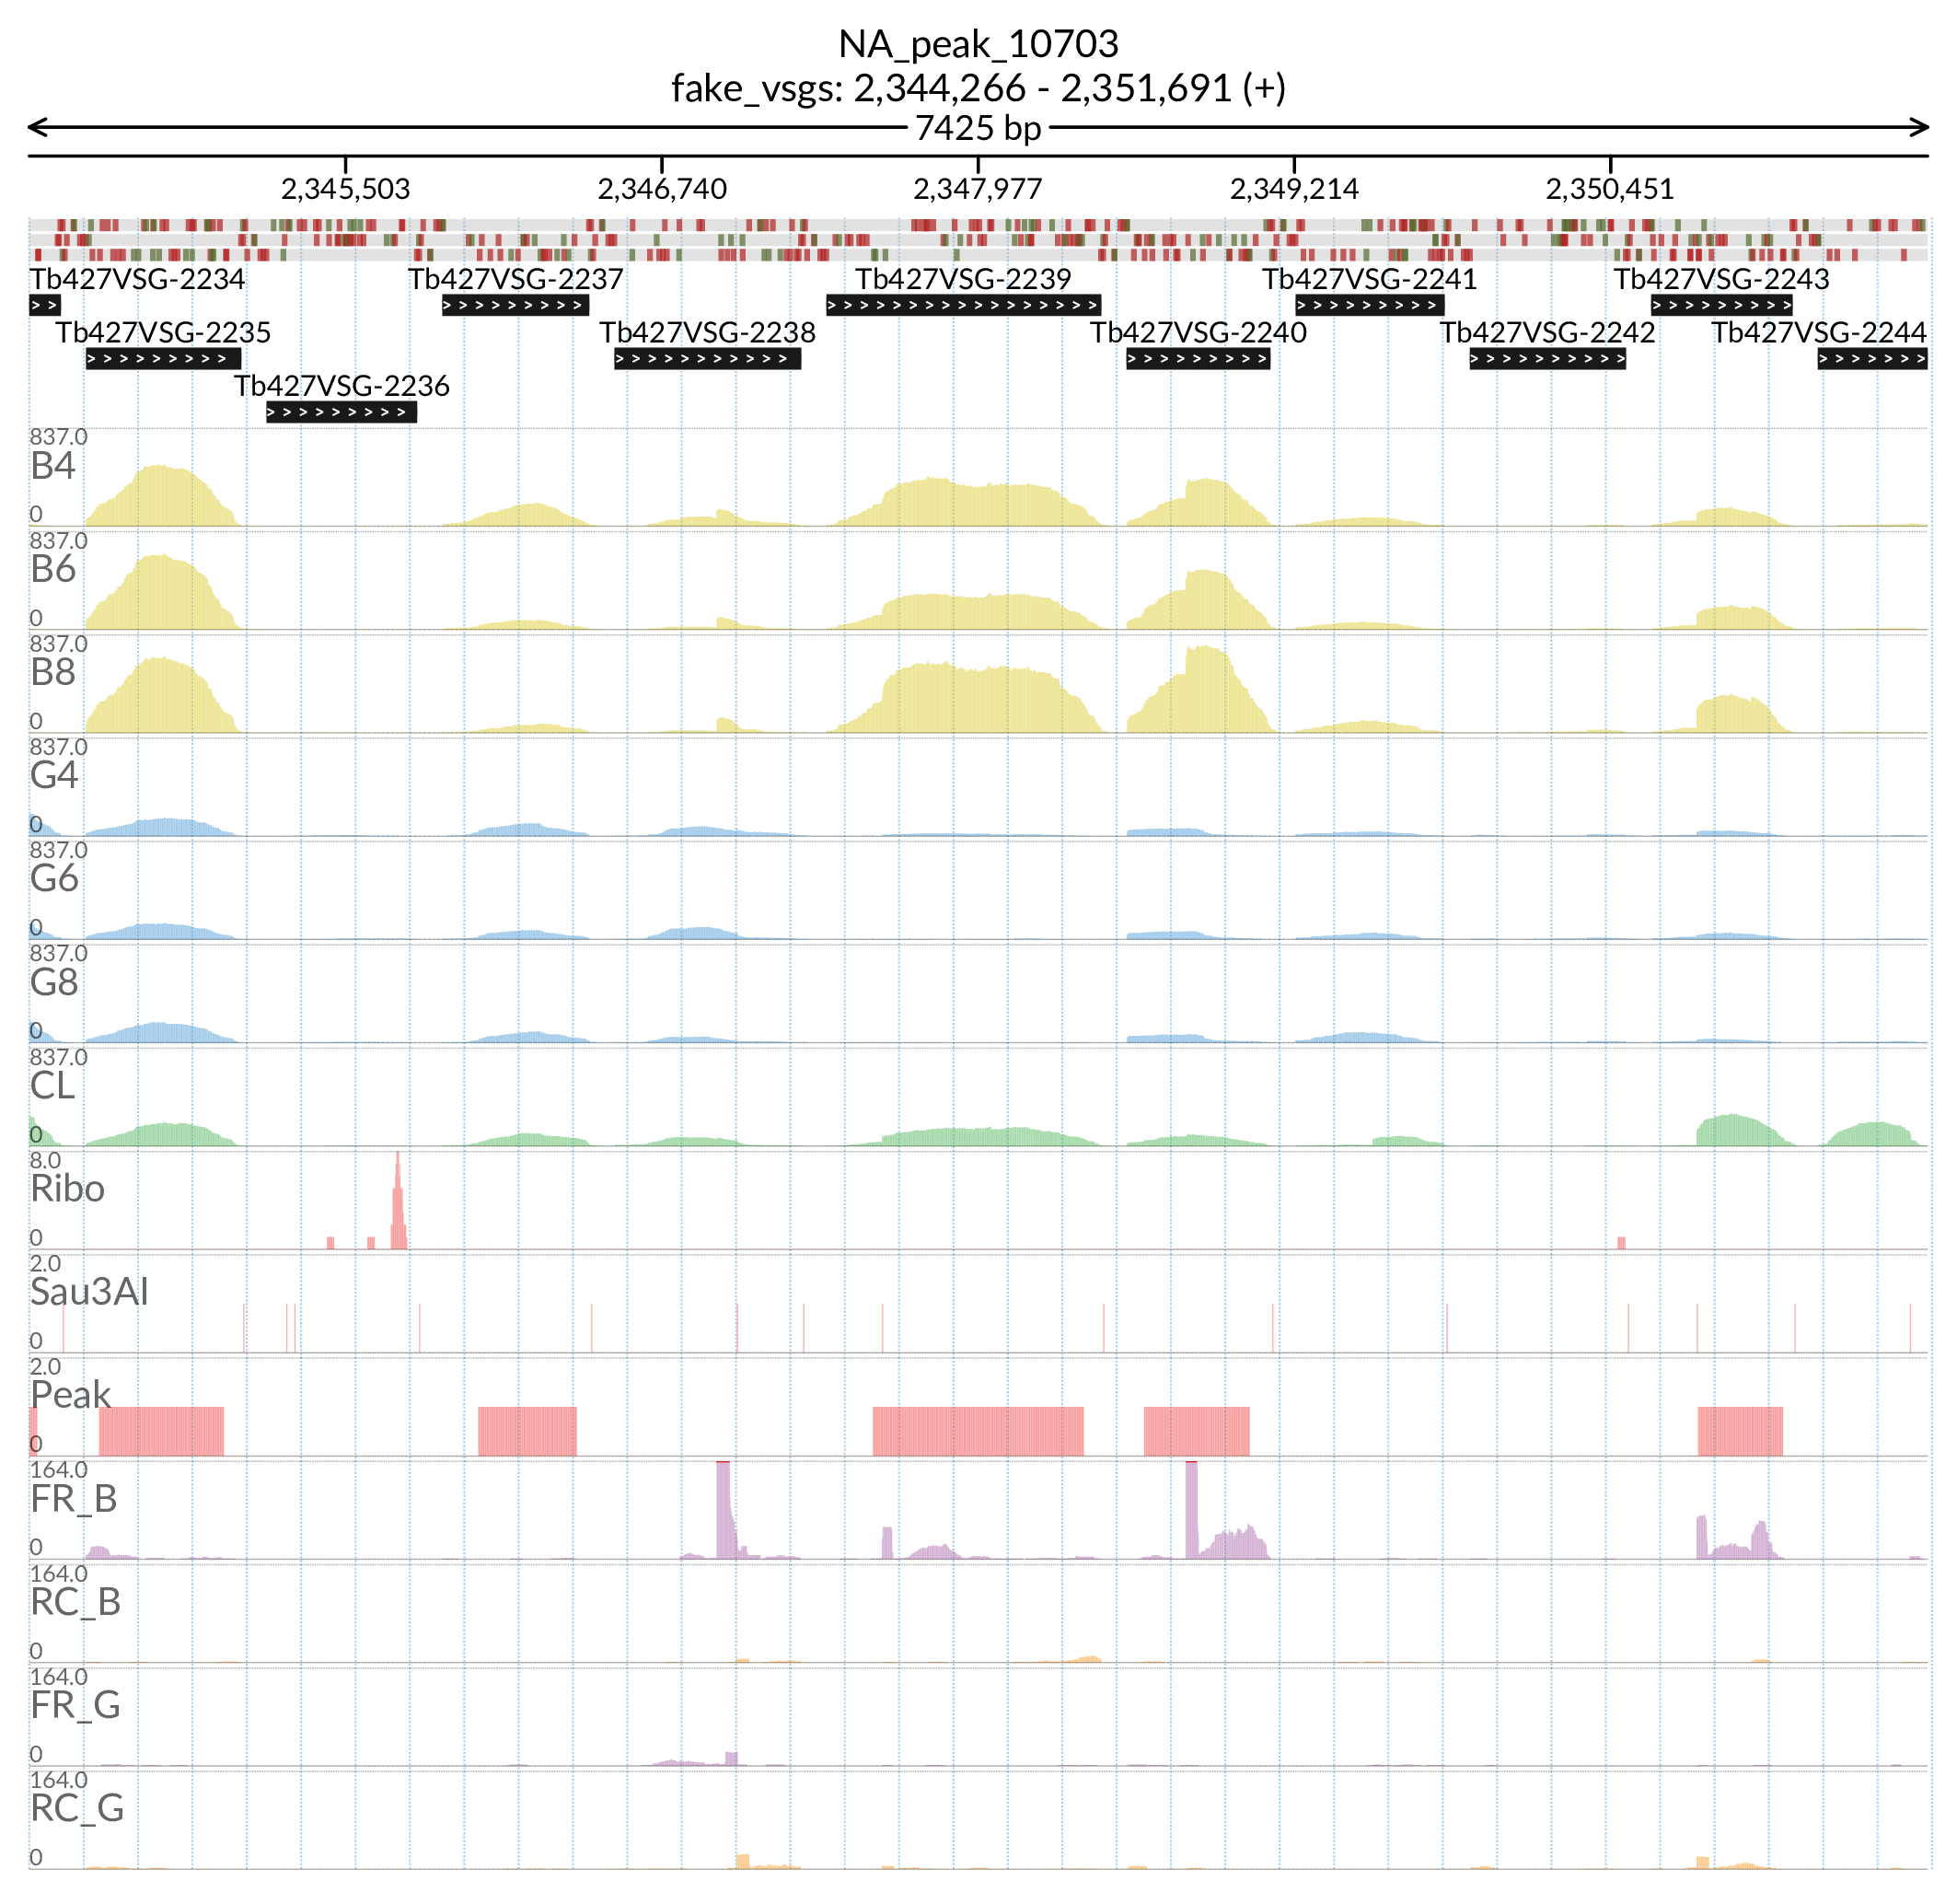 NA_peak_10703
fake_vsgs: 2,344,266 - 2,351,691 (+)
7425 bp
2,345,503 2,346,740 2,347,977 2,349,214 2,350,451
Tb427VSG-2234 Tb427VSG-2237 Tb427VSG-2239 Tb427VSG-2241 Tb427VSG-2243
Tb427VSG-2235 Tb427VSG-2238 Tb427VSG-2240 Tb427VSG-2242 Tb427VSG-2244
Tb427VSG-2236
837.0
B4
0
837.0
B6
0
837.0
B8
0
837.0
G4
0
837.0
G6
0
837.0
G8
0
837.0
CL
0
8.0
Ribo
0
2.0
Sau3AI
0
2.0
Peak
0
164.0
FR_B
0
164.0
RC_B
0
164.0
FR_G
0
164.0
RC_G
0